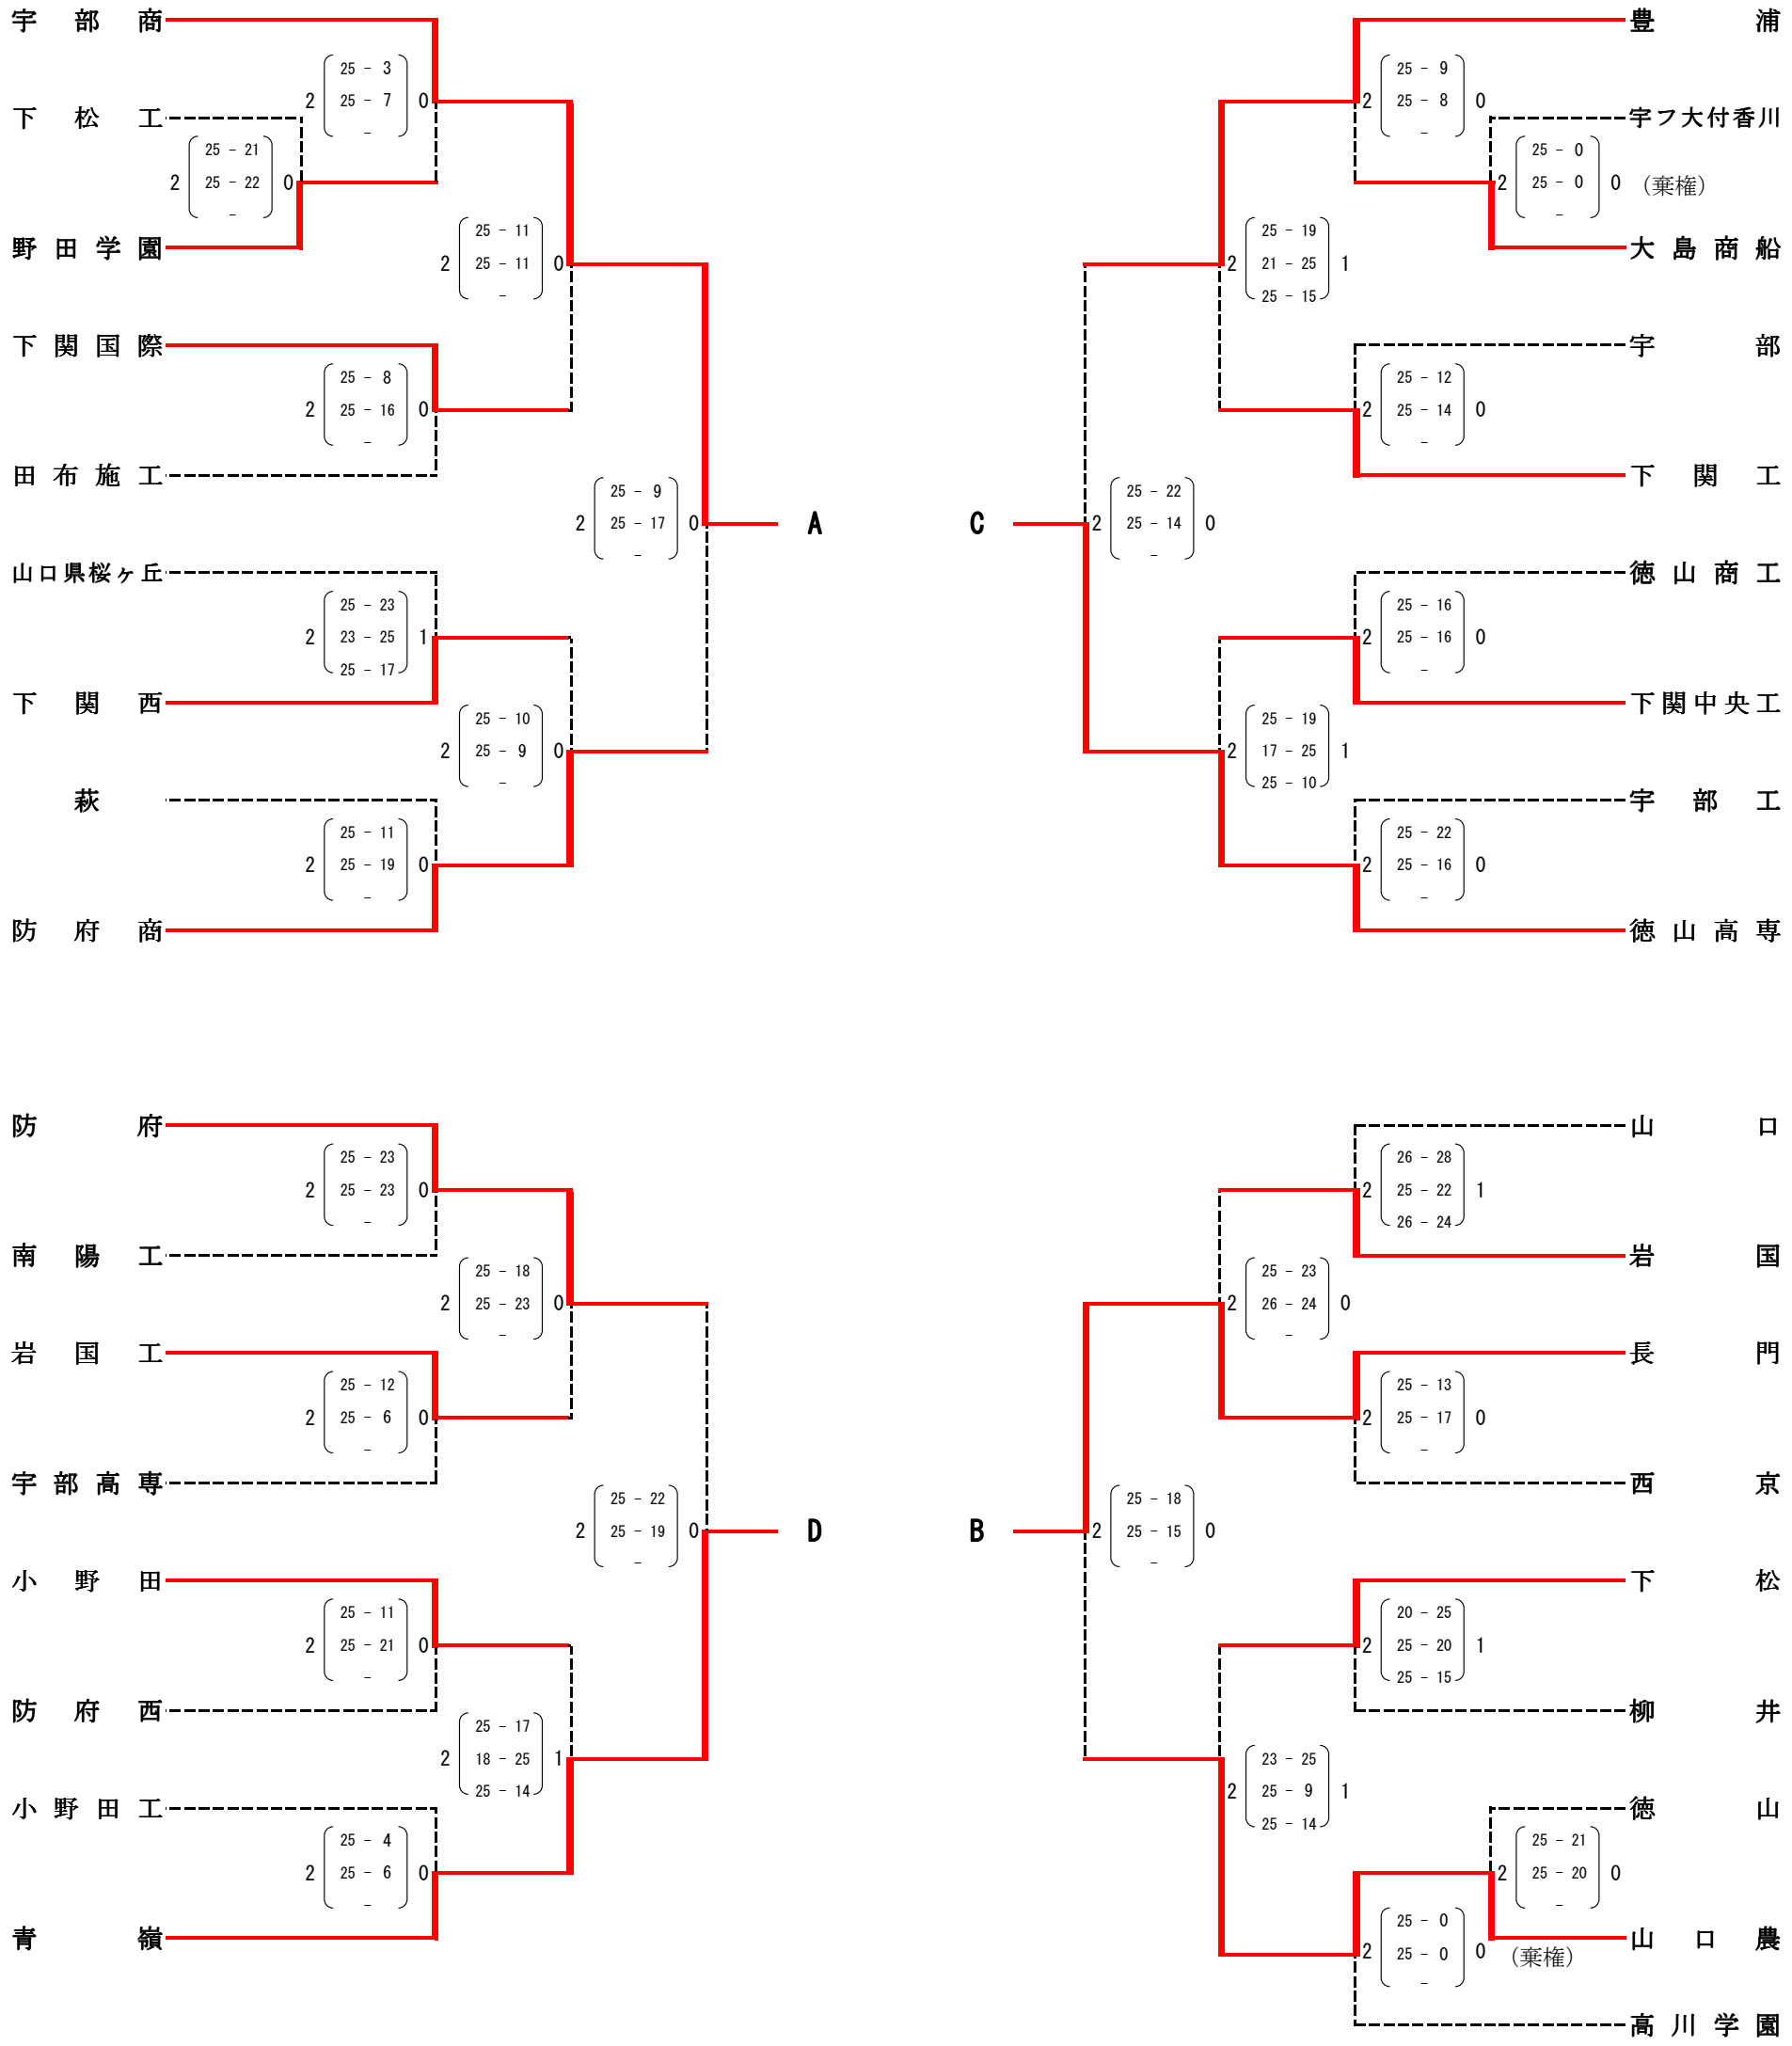 宇部商
25 - 3
2 25 - 7 0
-
下松工
25 - 21
2 25 - 22 0
-
野田学園
25 - 11
2 25 - 11 0
-
下関国際
25 - 8
2 25 - 16 0
-
田布施工
25 - 9
2 25 - 17 0
-
A
山口県桜ヶ丘
25 - 23
2 23 - 25 1
25 - 17
下関西
25 - 10
2 25 - 9 0
-
萩
25 - 11
2 25 - 19 0
-
防府商
豊浦
25 - 9
2 25 - 8 0
-
宇フ大付香川
25 - 0
2 25 - 0 0 (棄権)
-
大島商船
25 - 19
2 21 - 25 1
25 - 15
宇部
25 - 12
2 25 - 14 0
-
下関工
C
25 - 22
2 25 - 14 0
-
徳山商工
25 - 16
2 25 - 16 0
-
下関中央工
25 - 19
2 17 - 25 1
25 - 10
宇部工
25 - 22
2 25 - 16 0
-
徳山高専
防府
25 - 23
2 25 - 23 0
-
南陽工
25 - 18
2 25 - 23 0
-
岩国工
25 - 12
2 25 - 6 0
-
宇部高専
25 - 22
2 25 - 19 0
-
D
小野田
25 - 11
2 25 - 21 0
-
防府西
25 - 17
2 18 - 25 1
25 - 14
小野田工
25 - 4
2 25 - 6 0
-
青嶺
山口
26 - 28
2 25 - 22 1
26 - 24
岩国
25 - 23
2 26 - 24 0
-
長門
25 - 13
2 25 - 17 0
-
西京
B
25 - 18
2 25 - 15 0
-
下松
20 - 25
2 25 - 20 1
25 - 15
柳井
23 - 25
2 25 - 9 1
25 - 14
徳山
25 - 21
2 25 - 20 0
-
山口農
25 - 0
2 25 - 0 0 (棄権)
-
高川学園